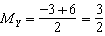 M_Y = \frac{-3+6}{2} = \frac{3}{2}